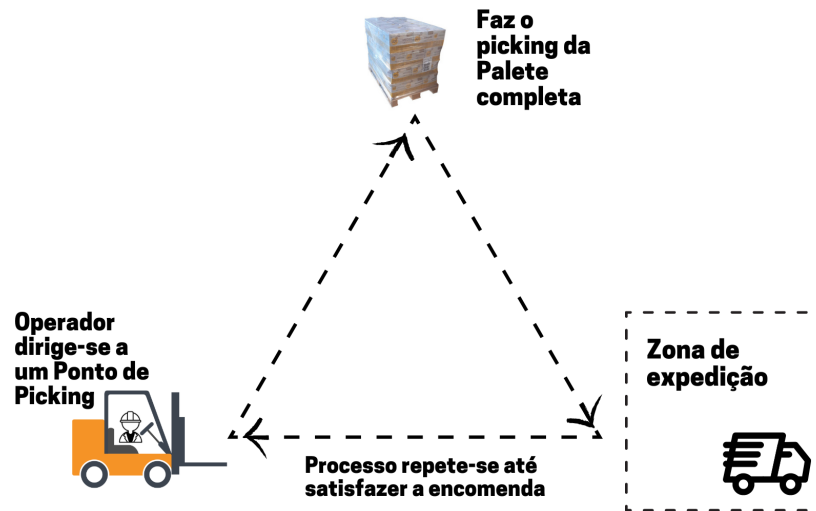 Faz o
picking da
Palete
completa
Operador
dirige-se a
um Ponto de
Picking
Zona de
expedição
Processo repete-se até
satisfazer a encomenda